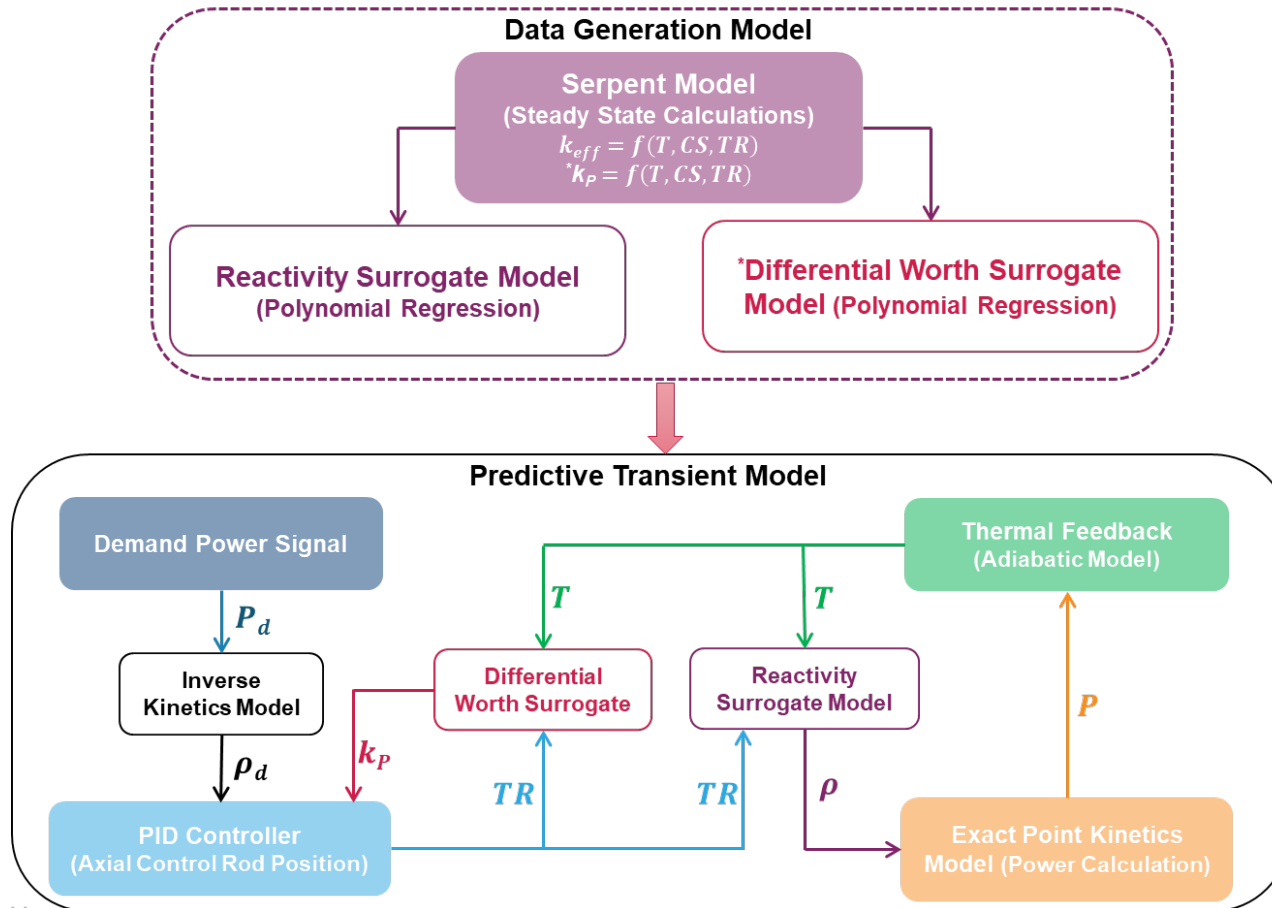 Data Generation Model
Serpent Model
(Steady State Calculations)
k_eff = f(T, CS, TR)
*k_P = f(T, CS, TR)
Reactivity Surrogate Model
(Polynomial Regression)
*Differential Worth Surrogate
Model (Polynomial Regression)
Predictive Transient Model
Demand Power Signal
Thermal Feedback
(Adiabatic Model)
P_d
T
T
Inverse
Kinetics Model
Differential
Worth Surrogate
Reactivity
Surrogate Model
P
ρ_d
k_P
TR
TR
ρ
PID Controller
(Axial Control Rod Position)
Exact Point Kinetics
Model (Power Calculation)